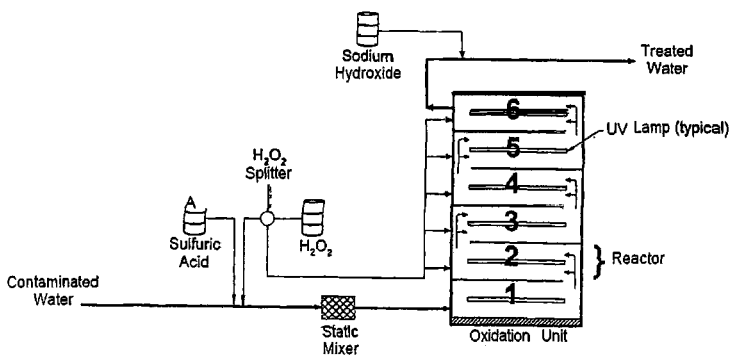 Sodium
Hydroxide
Treated
Water
6
UV Lamp (typical)
5
H₂O₂
Splitter
4
A
3
Sulfuric
Acid
H₂O₂
2
Reactor
Contaminated
Water
1
Static
Mixer
Oxidation Unit